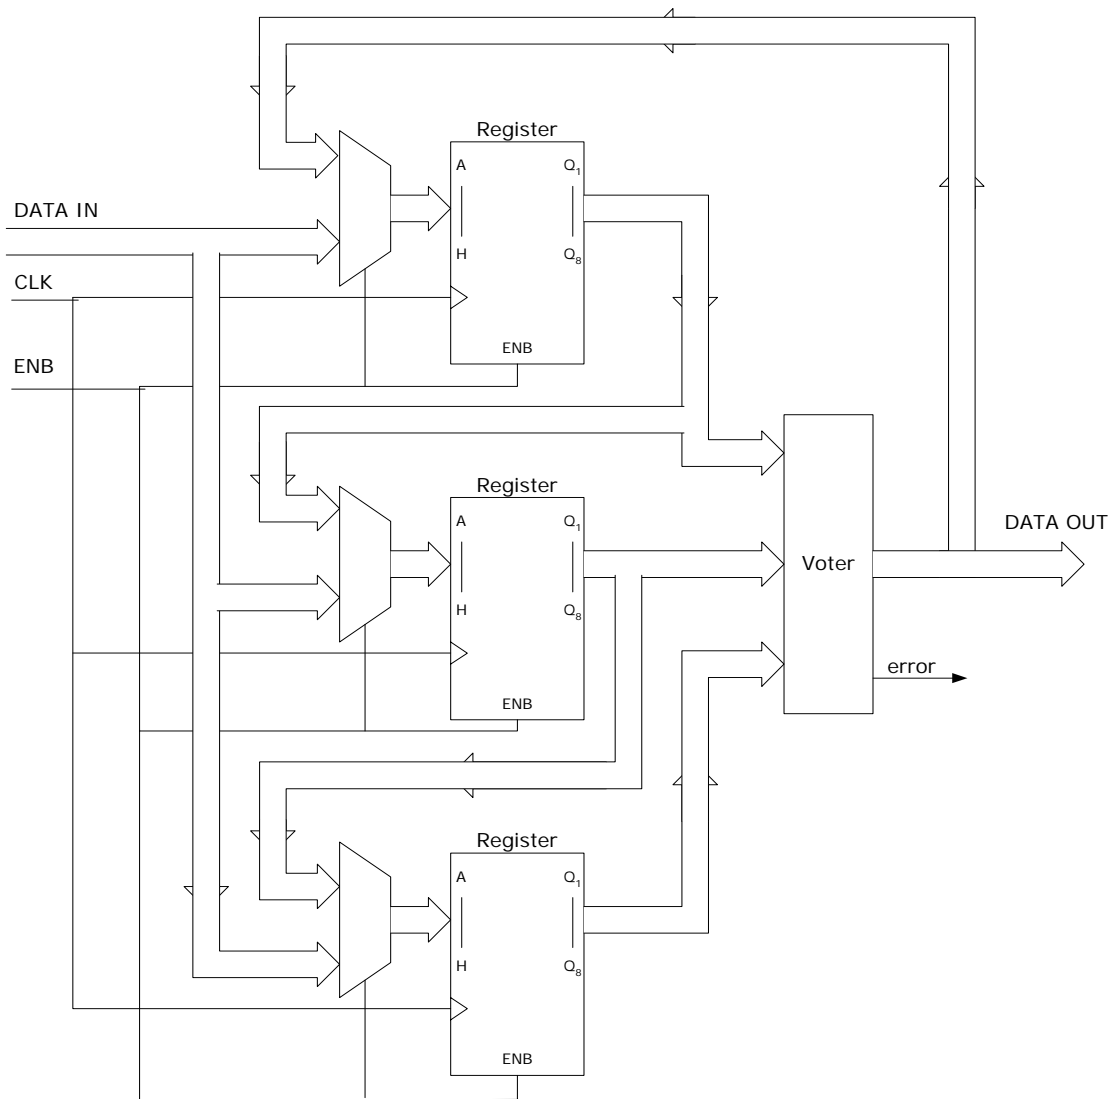 Register
A
Q1
DATA IN
H
Q8
CLK
ENB
ENB
Register
A
Q1
DATA OUT
Voter
H
Q8
error
ENB
Register
A
Q1
H
Q8
ENB